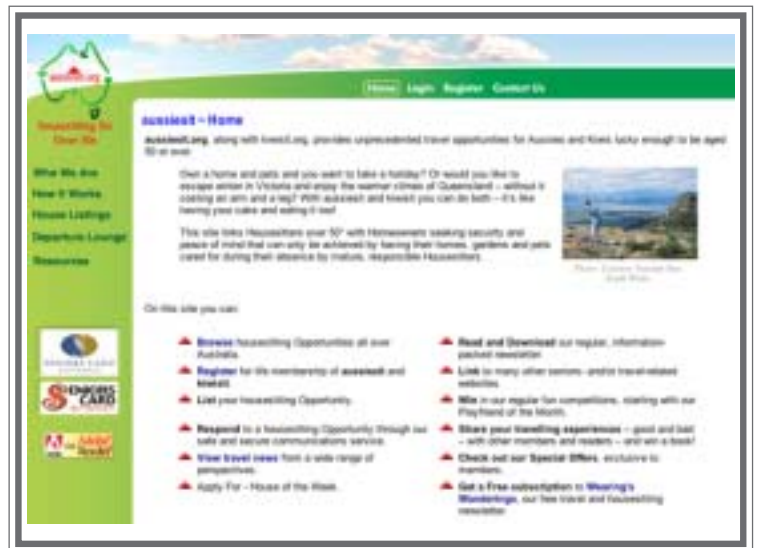 aussiesit.org
Home Login Register Contact Us
Housesitting for
Over 50s
Who We Are
How It Works
House Listings
Departure Lounge
Resources
SENIORS
CARD
Adobe
Reader
aussiesit – Home
aussiesit.org, along with kiwisit.org, provides unprecedented travel opportunities for Aussies and Kiwis lucky enough to be aged
50 or over.
Own a home and pets and you want to take a holiday? Or would you like to
escape winter in Victoria and enjoy the warmer climes of Queensland – without it
costing an arm and a leg? With aussiesit and kiwisit you can do both – it's like
having your cake and eating it too!
This site links Housesitters over 50* with Homeowners seeking security and
peace of mind that can only be achieved by having their homes, gardens and pets
cared for during their absence by mature, responsible Housesitters.
On this site you can:
Browse housesitting Opportunities all over
Australia.
Register for life membership of aussiesit and
kiwisit.
List your housesitting Opportunity.
Respond to a housesitting Opportunity through our
safe and secure communications service.
View travel news from a wide range of
perspectives.
Apply For - House of the Week.
Read and Download our regular, information-
packed newsletter.
Link to many other seniors- and/or travel-related
websites.
Win in our regular fun competitions, starting with our
Playfriend of the Month.
Share your travelling experiences – good and bad
– with other members and readers – and win a book!
Check out our Special Offers, exclusive to
members.
Get a Free subscription to Wearing's
Wanderings, our free travel and housesitting
newsletter.